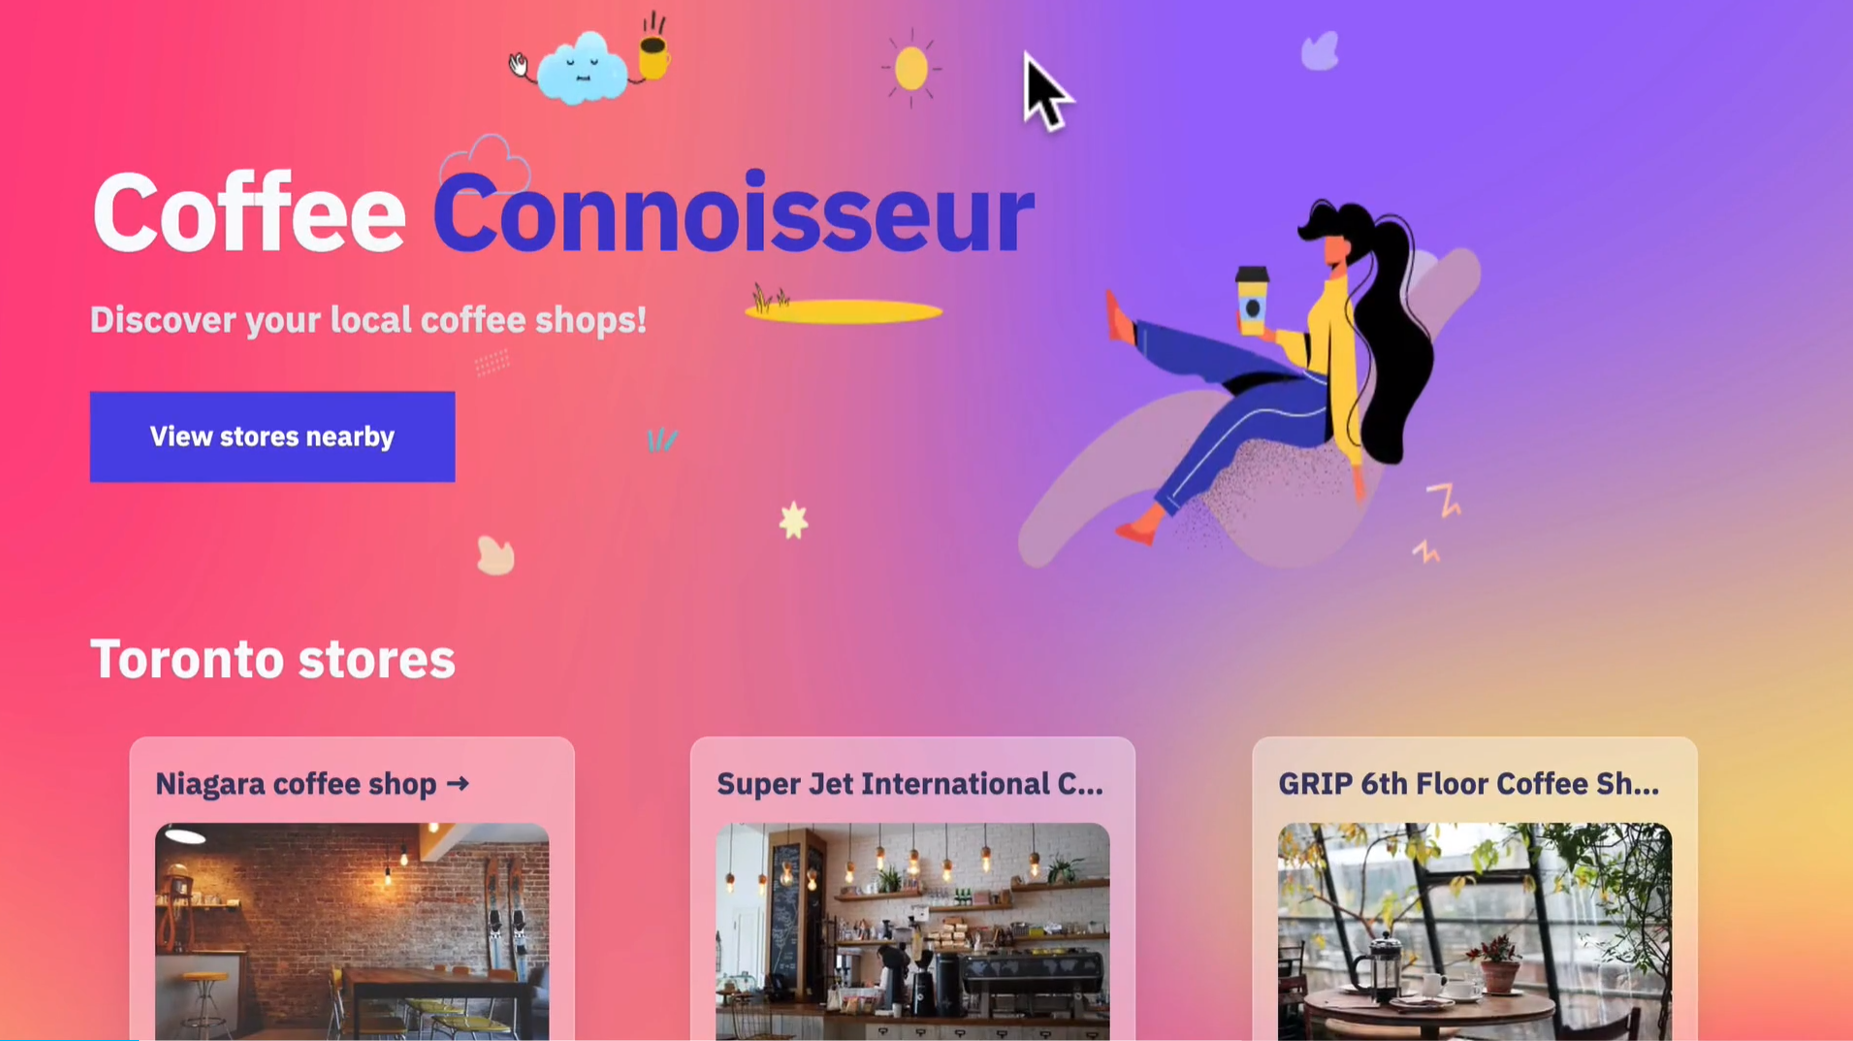 Coffee Connoisseur
Discover your local coffee shops!
View stores nearby
Toronto stores
Niagara coffee shop →
Super Jet International C...
GRIP 6th Floor Coffee Sh...